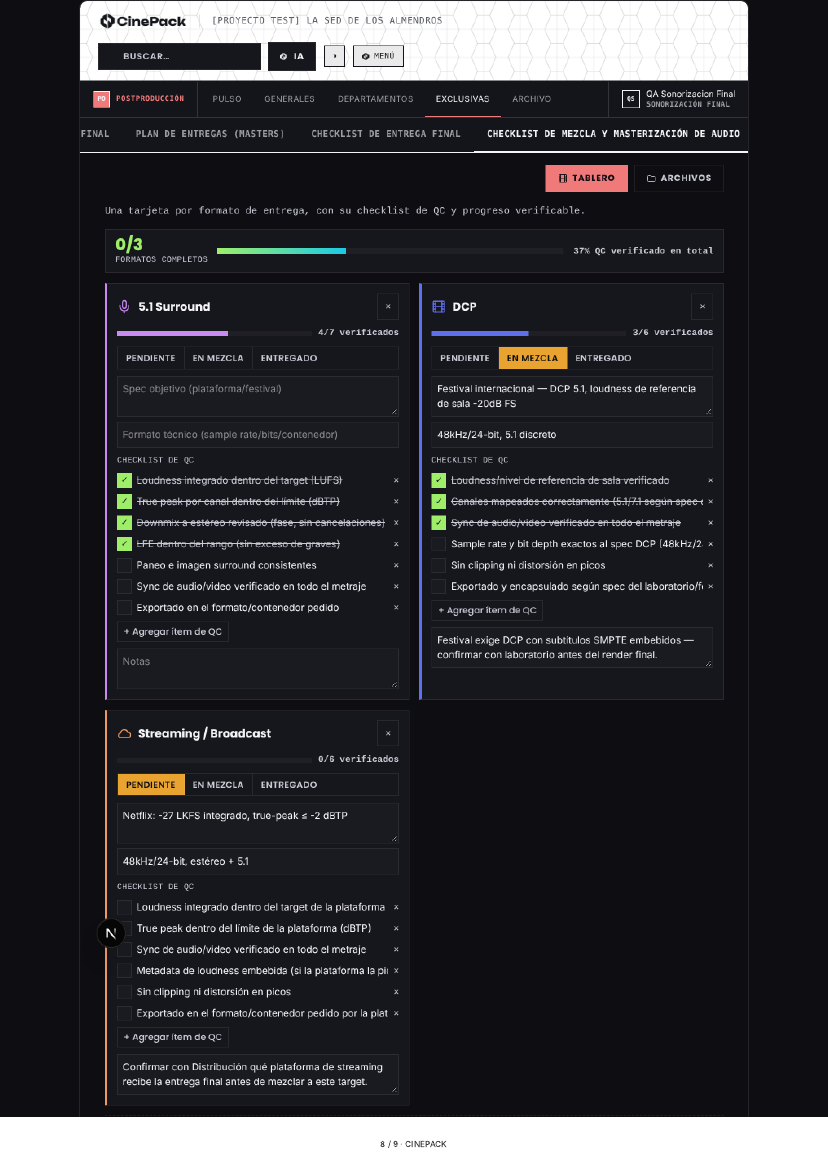 CinePack
[PROYECTO TEST] LA SED DE LOS ALMENDROS
BUSCAR…
IA
MENÚ
PO POSTPRODUCCIÓN
PULSO
GENERALES
DEPARTAMENTOS
EXCLUSIVAS
ARCHIVO
QS
QA Sonorizacion Final
SONORIZACIÓN FINAL
FINAL
PLAN DE ENTREGAS (MASTERS)
CHECKLIST DE ENTREGA FINAL
CHECKLIST DE MEZCLA Y MASTERIZACIÓN DE AUDIO
TABLERO
ARCHIVOS
Una tarjeta por formato de entrega, con su checklist de QC y progreso verificable.
0/3
FORMATOS COMPLETOS
37% QC verificado en total
5.1 Surround
×
4/7 verificados
PENDIENTE
EN MEZCLA
ENTREGADO
Spec objetivo (plataforma/festival)
Formato técnico (sample rate/bits/contenedor)
CHECKLIST DE QC
✓ Loudness integrado dentro del target (LUFS) ×
✓ True peak por canal dentro del límite (dBTP) ×
✓ Downmix a estéreo revisado (fase, sin cancelaciones) ×
✓ LFE dentro del rango (sin exceso de graves) ×
Paneo e imagen surround consistentes ×
Sync de audio/video verificado en todo el metraje ×
Exportado en el formato/contenedor pedido ×
+ Agregar ítem de QC
Notas
DCP
×
3/6 verificados
PENDIENTE
EN MEZCLA
ENTREGADO
Festival internacional — DCP 5.1, loudness de referencia
de sala -20dB FS
48kHz/24-bit, 5.1 discreto
CHECKLIST DE QC
✓ Loudness/nivel de referencia de sala verificado ×
✓ Canales mapeados correctamente (5.1/7.1 según spec ×
✓ Sync de audio/video verificado en todo el metraje ×
Sample rate y bit depth exactos al spec DCP (48kHz/2 ×
Sin clipping ni distorsión en picos ×
Exportado y encapsulado según spec del laboratorio/f ×
+ Agregar ítem de QC
Festival exige DCP con subtítulos SMPTE embebidos —
confirmar con laboratorio antes del render final.
Streaming / Broadcast
×
0/6 verificados
PENDIENTE
EN MEZCLA
ENTREGADO
Netflix: -27 LKFS integrado, true-peak ≤ -2 dBTP
48kHz/24-bit, estéreo + 5.1
CHECKLIST DE QC
Loudness integrado dentro del target de la plataforma ×
True peak dentro del límite de la plataforma (dBTP) ×
Sync de audio/video verificado en todo el metraje ×
Metadata de loudness embebida (si la plataforma la pi ×
Sin clipping ni distorsión en picos ×
Exportado en el formato/contenedor pedido por la plat ×
+ Agregar ítem de QC
Confirmar con Distribución qué plataforma de streaming
recibe la entrega final antes de mezclar a este target.
N
8 / 9 · CINEPACK